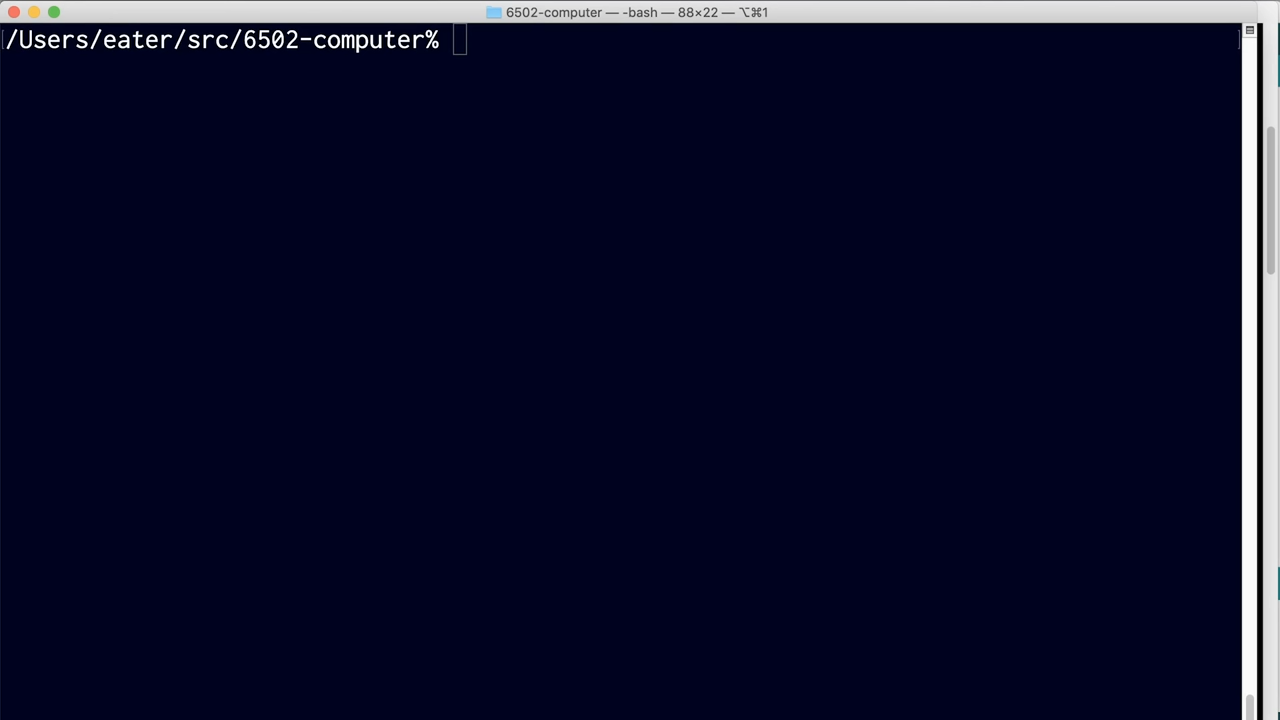 6502-computer — -bash — 88×22 — ⌥⌘1
/Users/eater/src/6502-computer%